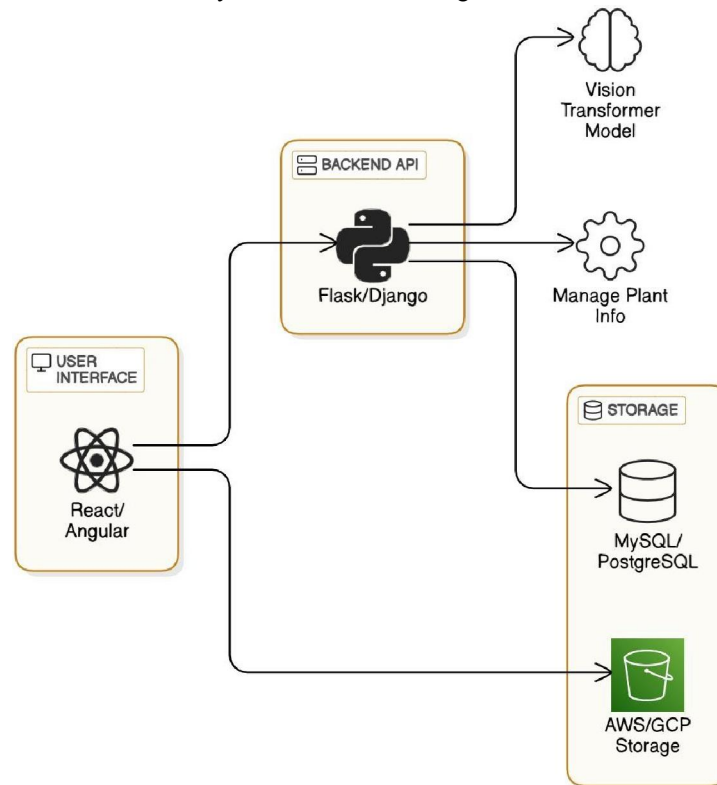 Vision
Transformer
Model
BACKEND API
Flask/Django
Manage Plant
Info
USER
INTERFACE
React/
Angular
STORAGE
MySQL/
PostgreSQL
AWS/GCP
Storage